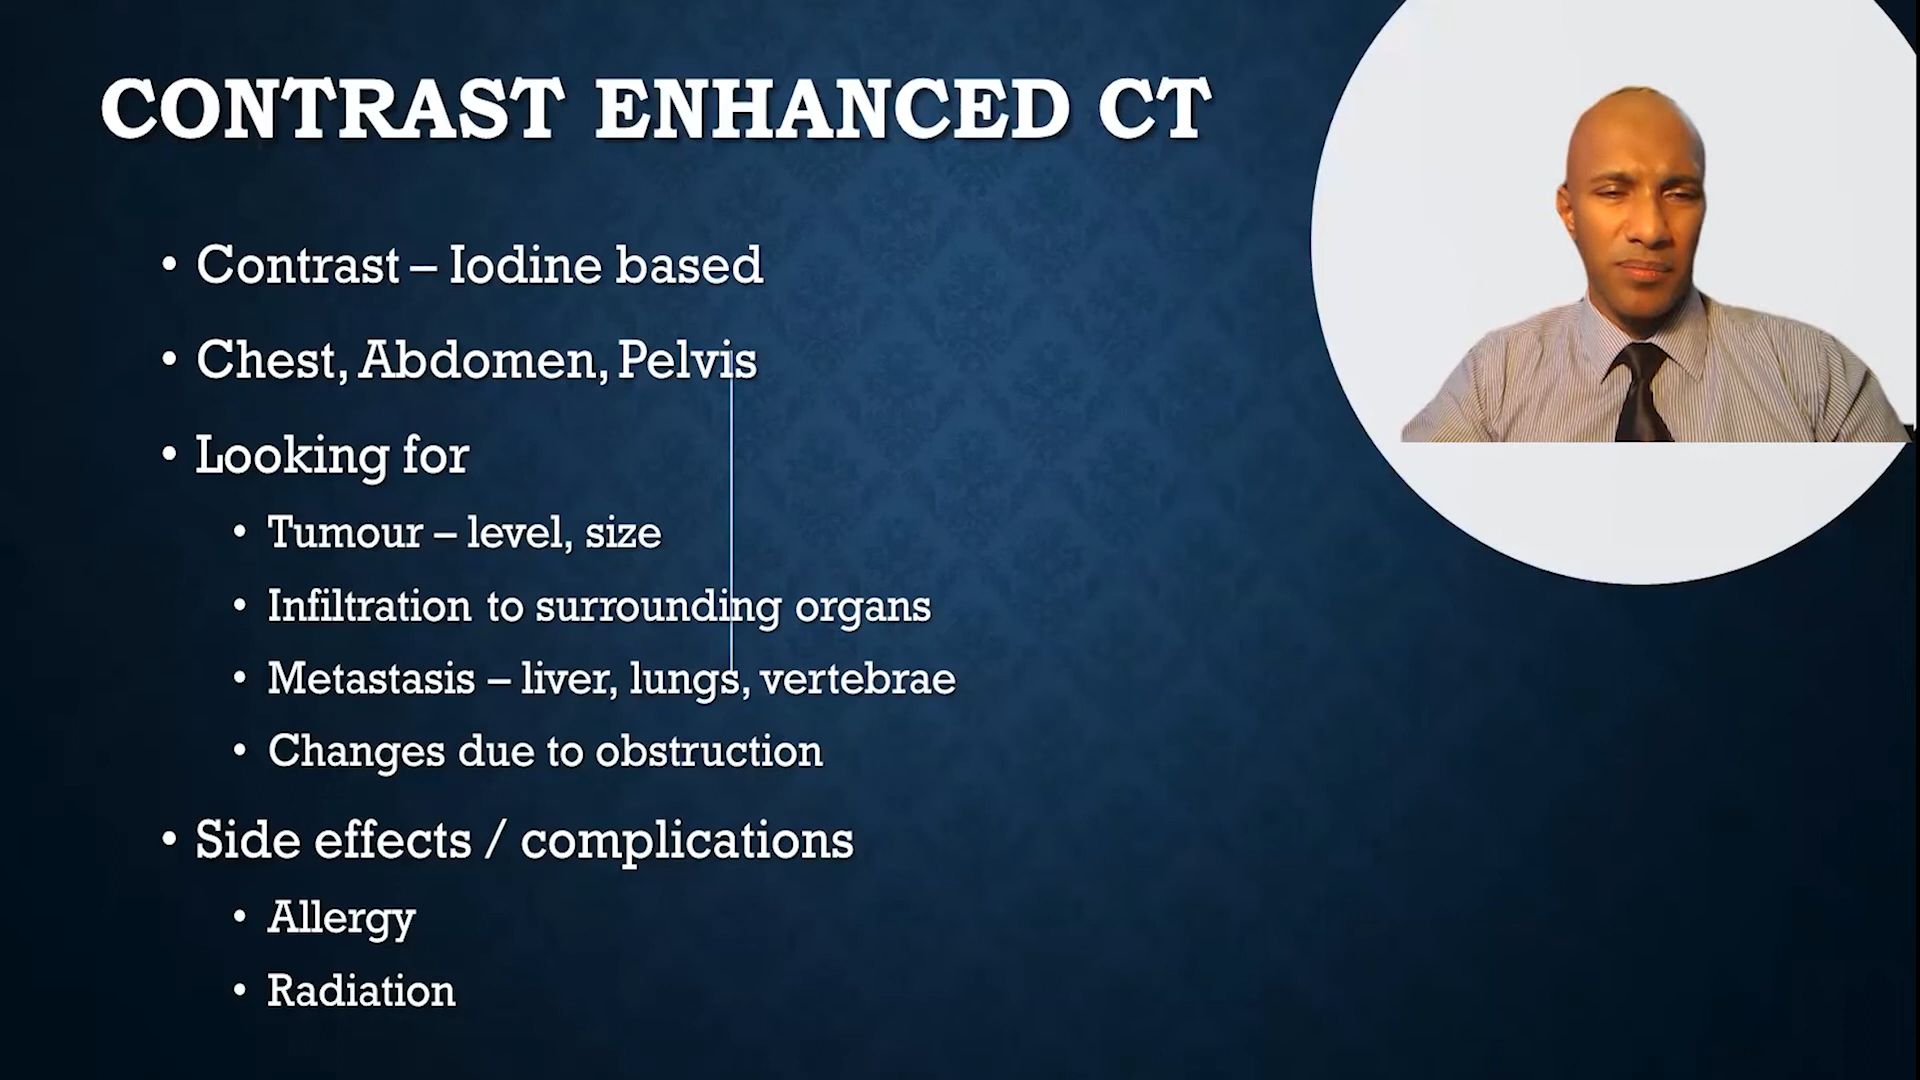 CONTRAST ENHANCED CT
• Contrast – Iodine based
• Chest, Abdomen, Pelvis
• Looking for
• Tumour – level, size
• Infiltration to surrounding organs
• Metastasis – liver, lungs, vertebrae
• Changes due to obstruction
• Side effects / complications
• Allergy
• Radiation